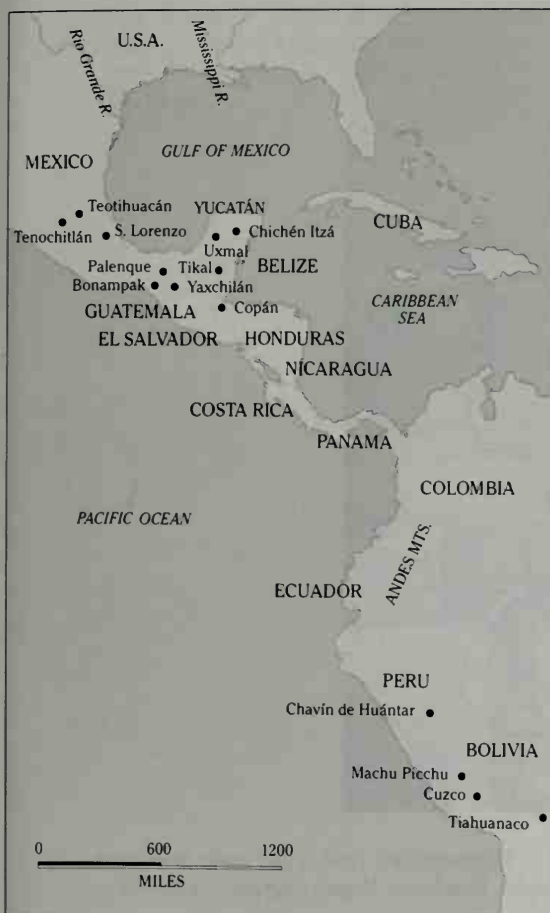 U.S.A.
Rio Grande R.
Mississippi R.
GULF OF MEXICO
MEXICO
Teotihuacán
YUCATÁN
Tenochitlán
S. Lorenzo
Chichén Itzá
CUBA
Uxmal
Palenque
Tikal
BELIZE
Bonampak
Yaxchilán
CARIBBEAN
SEA
GUATEMALA
Copán
EL SALVADOR
HONDURAS
NICARAGUA
COSTA RICA
PANAMA
COLOMBIA
PACIFIC OCEAN
ANDES MTS.
ECUADOR
PERU
Chavín de Huántar
BOLIVIA
Machu Picchu
Cuzco
Tiahuanaco
0 600 1200
MILES